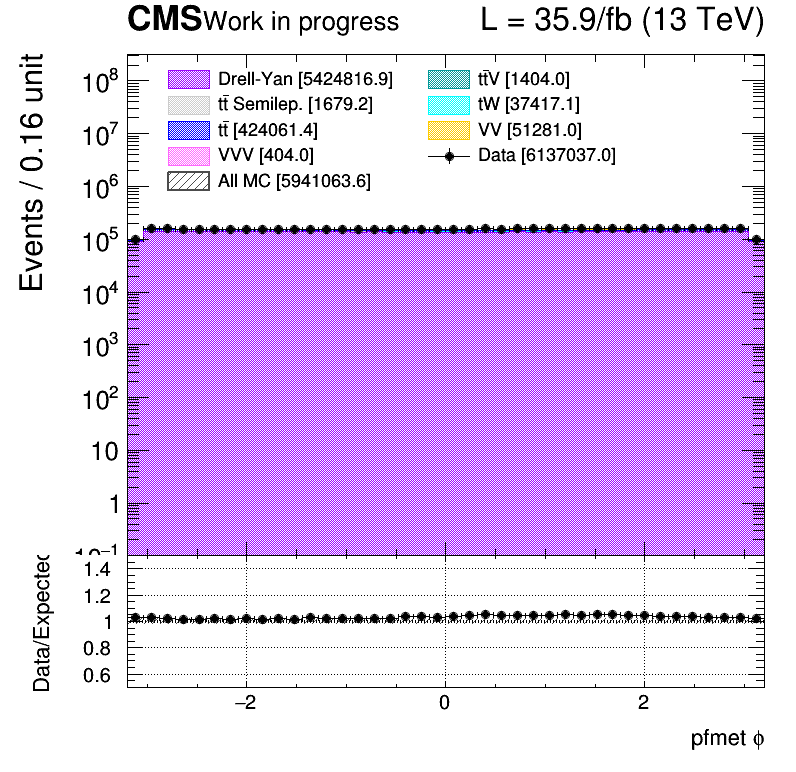 CMS Work in progress L = 35.9/fb (13 TeV)
Events / 0.16 unit
Drell-Yan [5424816.9]
tt̄ Semilep. [1679.2]
tt̄ [424061.4]
VVV [404.0]
All MC [5941063.6]
tt̄V [1404.0]
tW [37417.1]
VV [51281.0]
Data [6137037.0]
10⁸
10⁷
10⁶
10⁵
10⁴
10³
10²
10
1
10⁻¹
Data/Expected
1.4
1.2
1
0.8
0.6
−2 0 2
pfmet ϕ